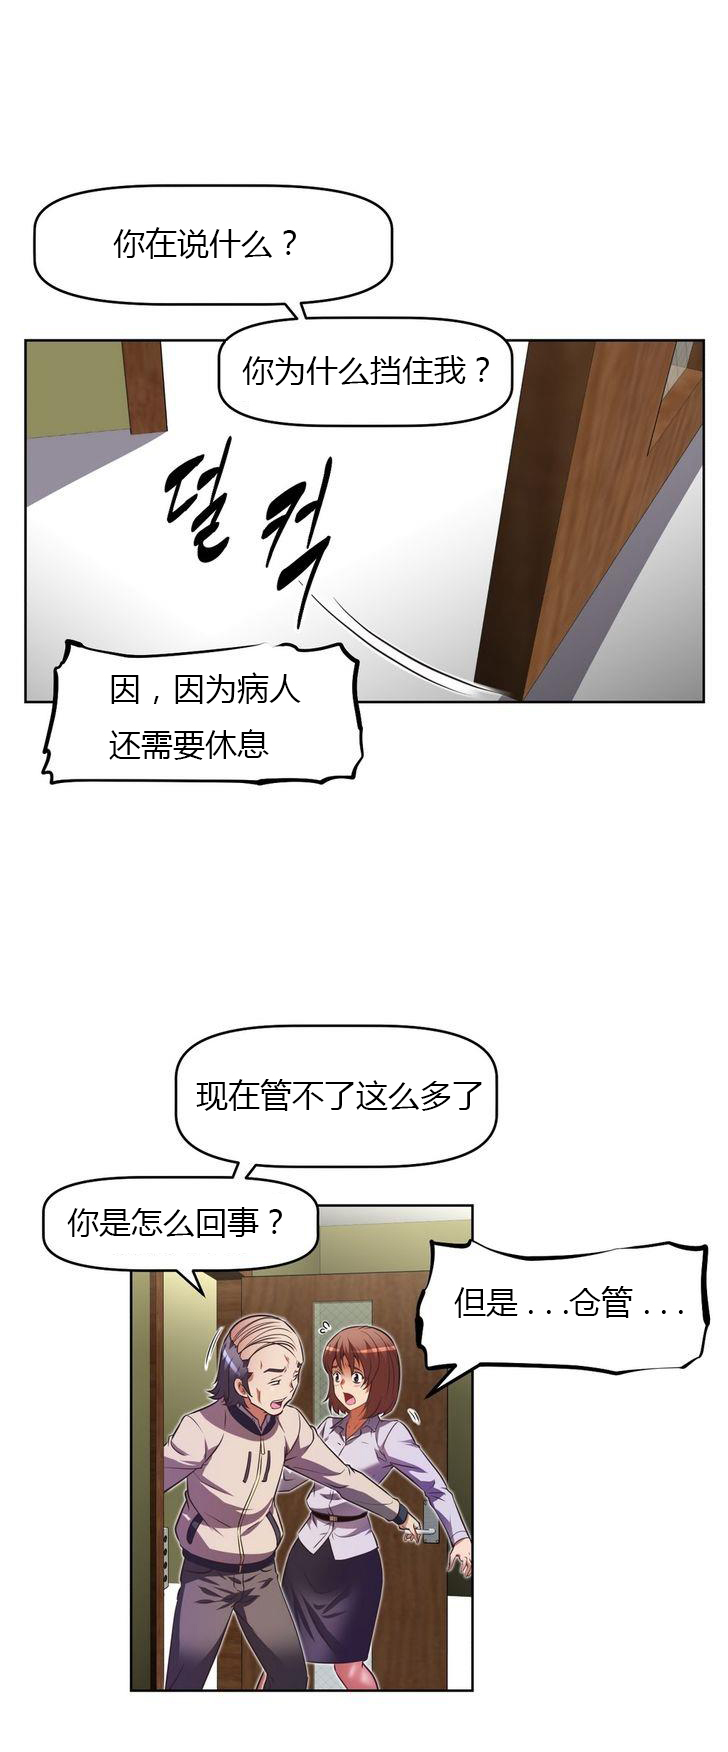 你在说什么？
你为什么挡住我？
덜컥
因，因为病人
还需要休息
现在管不了这么多了
你是怎么回事？
但是...仓管...